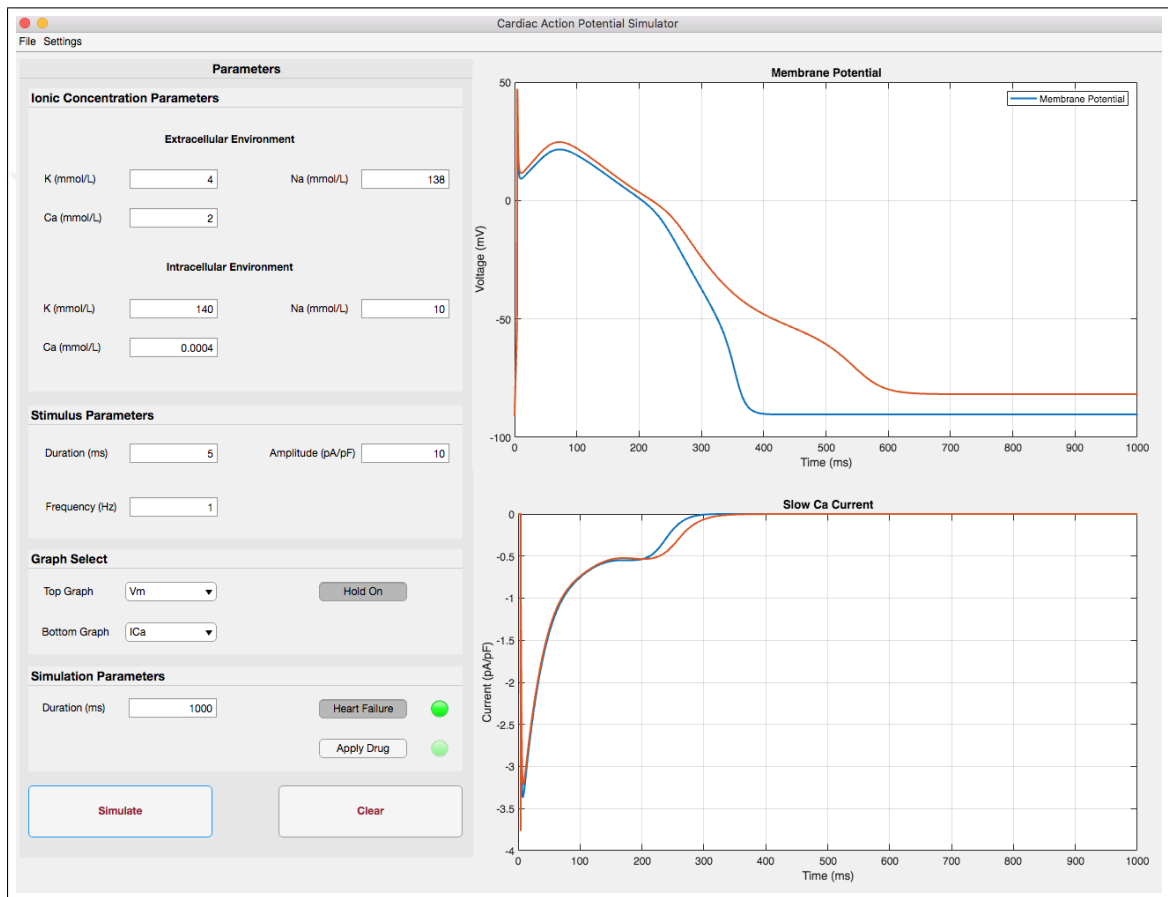 Cardiac Action Potential Simulator
File Settings
Parameters
Ionic Concentration Parameters
Extracellular Environment
K (mmol/L) 4 Na (mmol/L) 138
Ca (mmol/L) 2
Intracellular Environment
K (mmol/L) 140 Na (mmol/L) 10
Ca (mmol/L) 0.0004
Stimulus Parameters
Duration (ms) 5 Amplitude (pA/pF) 10
Frequency (Hz) 1
Graph Select
Top Graph Vm Hold On
Bottom Graph ICa
Simulation Parameters
Duration (ms) 1000 Heart Failure
Apply Drug
Simulate Clear
Membrane Potential
Membrane Potential
50
0
-50
-100
Voltage (mV)
0 100 200 300 400 500 600 700 800 900 1000
Time (ms)
Slow Ca Current
0
-0.5
-1
-1.5
-2
-2.5
-3
-3.5
-4
Current (pA/pF)
0 100 200 300 400 500 600 700 800 900 1000
Time (ms)